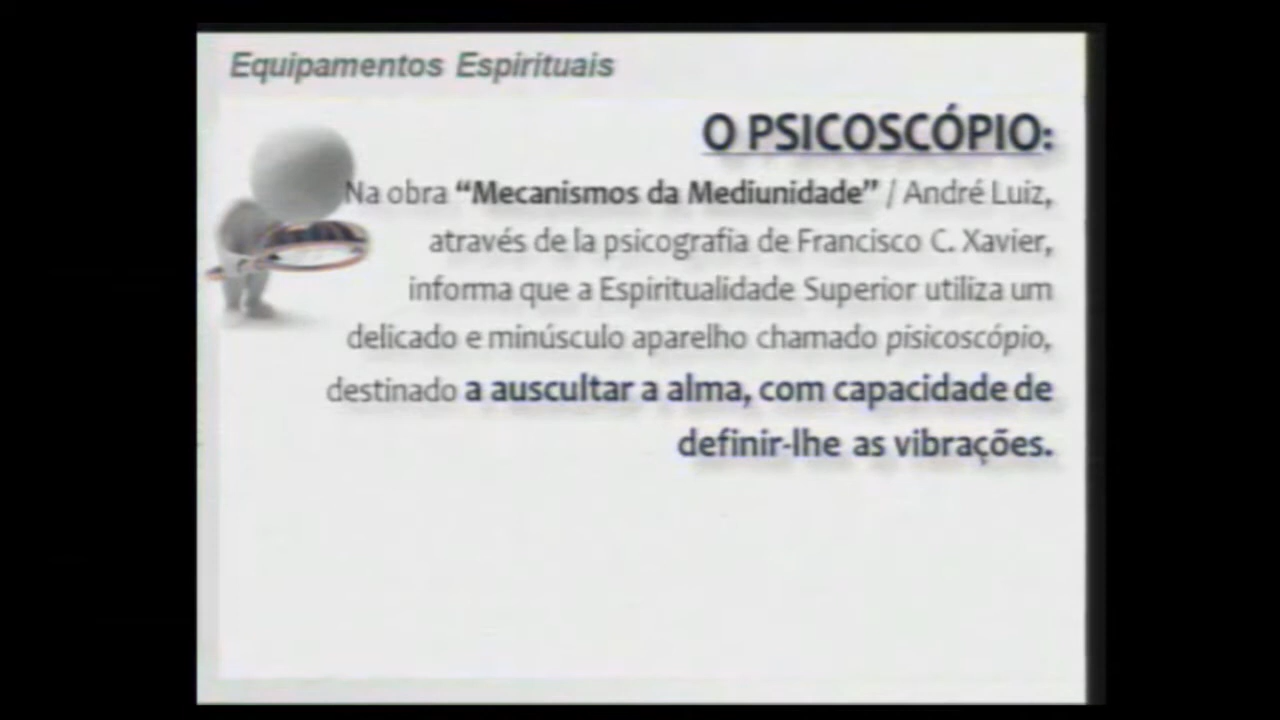 Equipamentos Espirituais
O PSICOSCÓPIO:
Na obra “Mecanismos da Mediunidade” / André Luiz,
através de la psicografia de Francisco C. Xavier,
informa que a Espiritualidade Superior utiliza um
delicado e minúsculo aparelho chamado pisicoscópio,
destinado a auscultar a alma, com capacidade de
definir-lhe as vibrações.